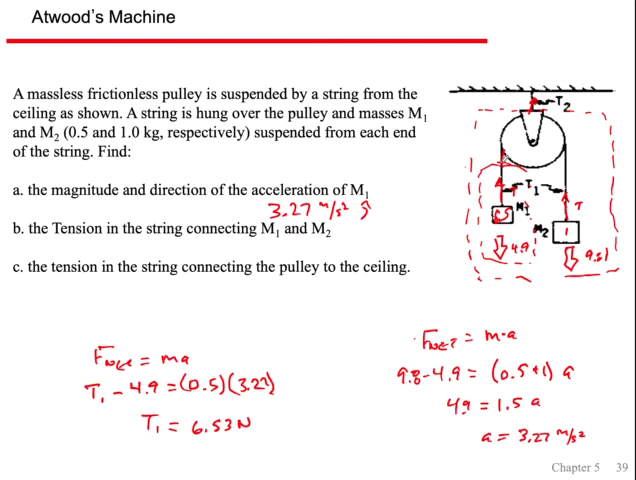 Atwood's Machine
A massless frictionless pulley is suspended by a string from the
ceiling as shown. A string is hung over the pulley and masses M₁
and M₂ (0.5 and 1.0 kg, respectively) suspended from each end
of the string. Find:
a. the magnitude and direction of the acceleration of M₁
3.27 m/s² ĵ
b. the Tension in the string connecting M₁ and M₂
c. the tension in the string connecting the pulley to the ceiling.
T₂
T₁
M₁
0.5
T
M₂
1
4.9
9.81
Fnet = ma
T₁ - 4.9 = (0.5)(3.27)
T₁ = 6.53 N
Fnet = m·a
9.8 - 4.9 = (0.5+1) a
4.9 = 1.5 a
a = 3.27 m/s²
Chapter 5 39